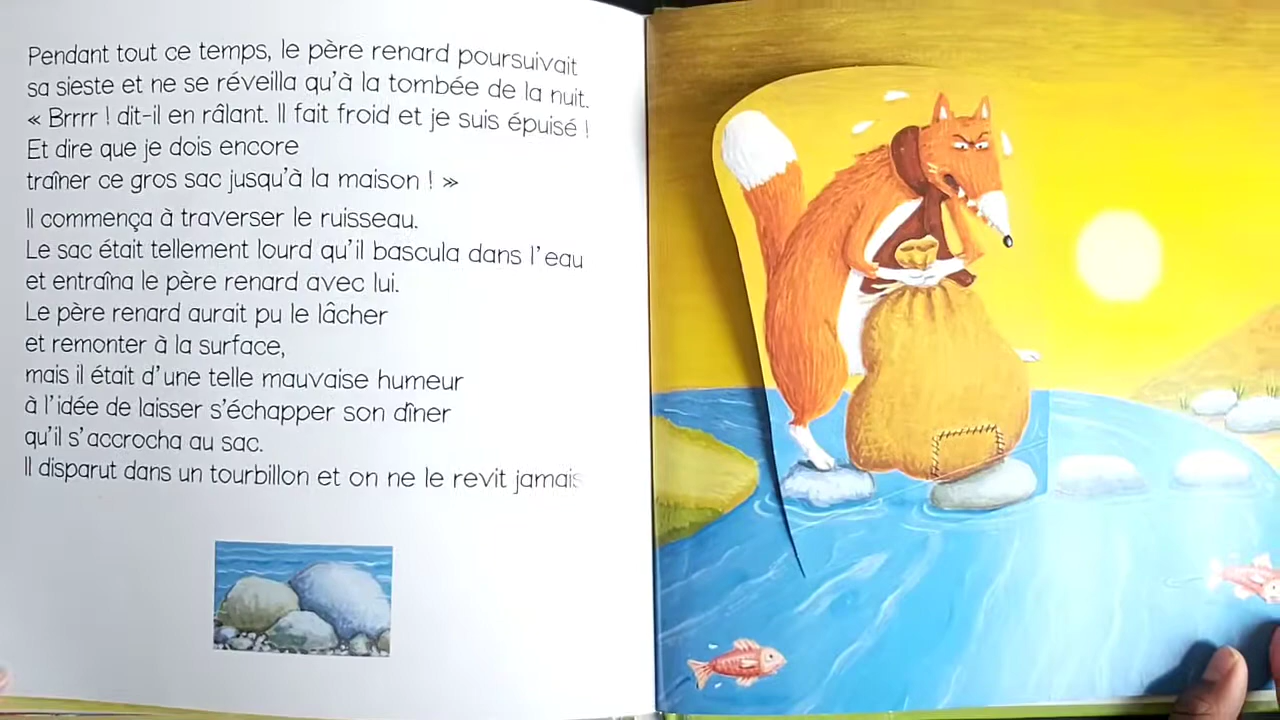 Pendant tout ce temps, le père renard poursuivait
sa sieste et ne se réveilla qu'à la tombée de la nuit.
« Brrrr ! dit-il en râlant. Il fait froid et je suis épuisé !
Et dire que je dois encore
traîner ce gros sac jusqu'à la maison ! »
Il commença à traverser le ruisseau.
Le sac était tellement lourd qu'il bascula dans l'eau
et entraîna le père renard avec lui.
Le père renard aurait pu le lâcher
et remonter à la surface,
mais il était d'une telle mauvaise humeur
à l'idée de laisser s'échapper son dîner
qu'il s'accrocha au sac.
Il disparut dans un tourbillon et on ne le revit jamais